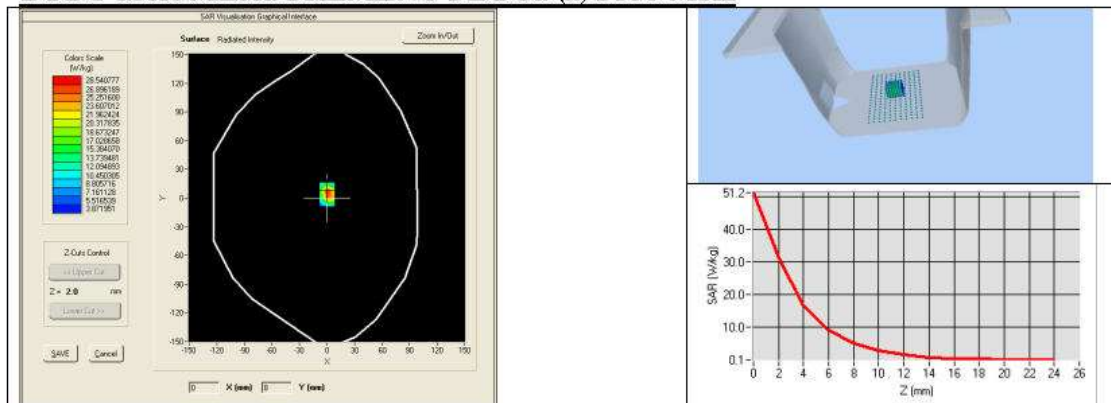 SAR Visualisation Graphical Interface
Surface Radiated Intensity
Zoom In/Out
Colors Scale
(W/kg)
28.540777
26.896189
25.251600
23.607012
21.962424
20.317835
18.673247
17.028658
15.384070
13.739481
12.094893
10.450305
8.805716
7.161128
5.516539
3.871951
Z-Cuts Control
<< Upper Cut
Z = 2.0 mm
Lower Cut >>
SAVE Cancel
150-
120-
90-
60-
30-
0-
-30-
-60-
-90-
-120-
-150-
Y
-150 -120 -90 -60 -30 0 30 60 90 120 150
X
0 X (mm) 0 Y (mm)
51.2-
40.0-
30.0-
20.0-
10.0-
0.1-
SAR (W/kg)
0 2 4 6 8 10 12 14 16 18 20 22 24 26
Z (mm)